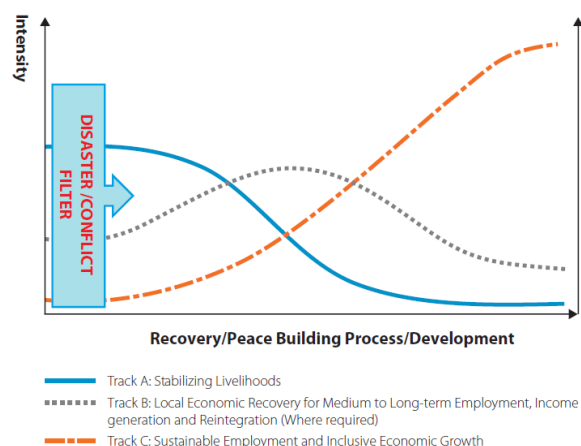 Intensity
DISASTER /CONFLICT
FILTER
Recovery/Peace Building Process/Development
Track A: Stabilizing Livelihoods
Track B: Local Economic Recovery for Medium to Long-term Employment, Income
generation and Reintegration (Where required)
Track C: Sustainable Employment and Inclusive Economic Growth